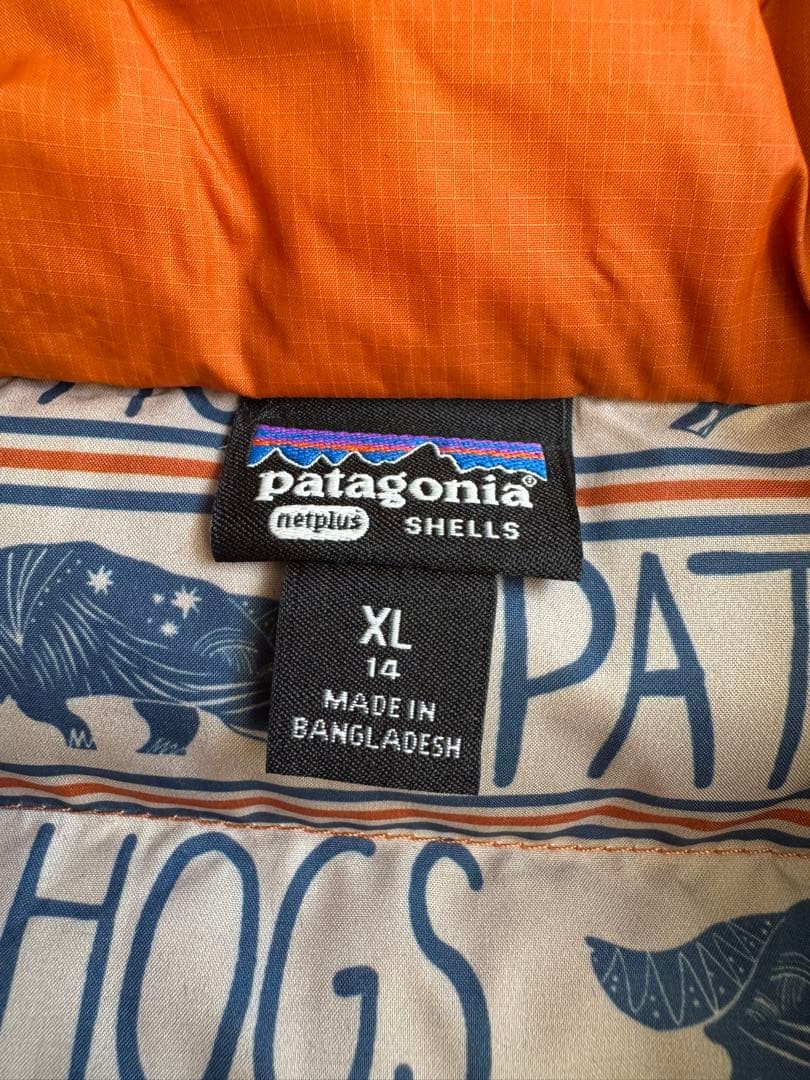 patagonia®
netplus SHELLS
XL
14
MADE IN
BANGLADESH
PAT
HOGS